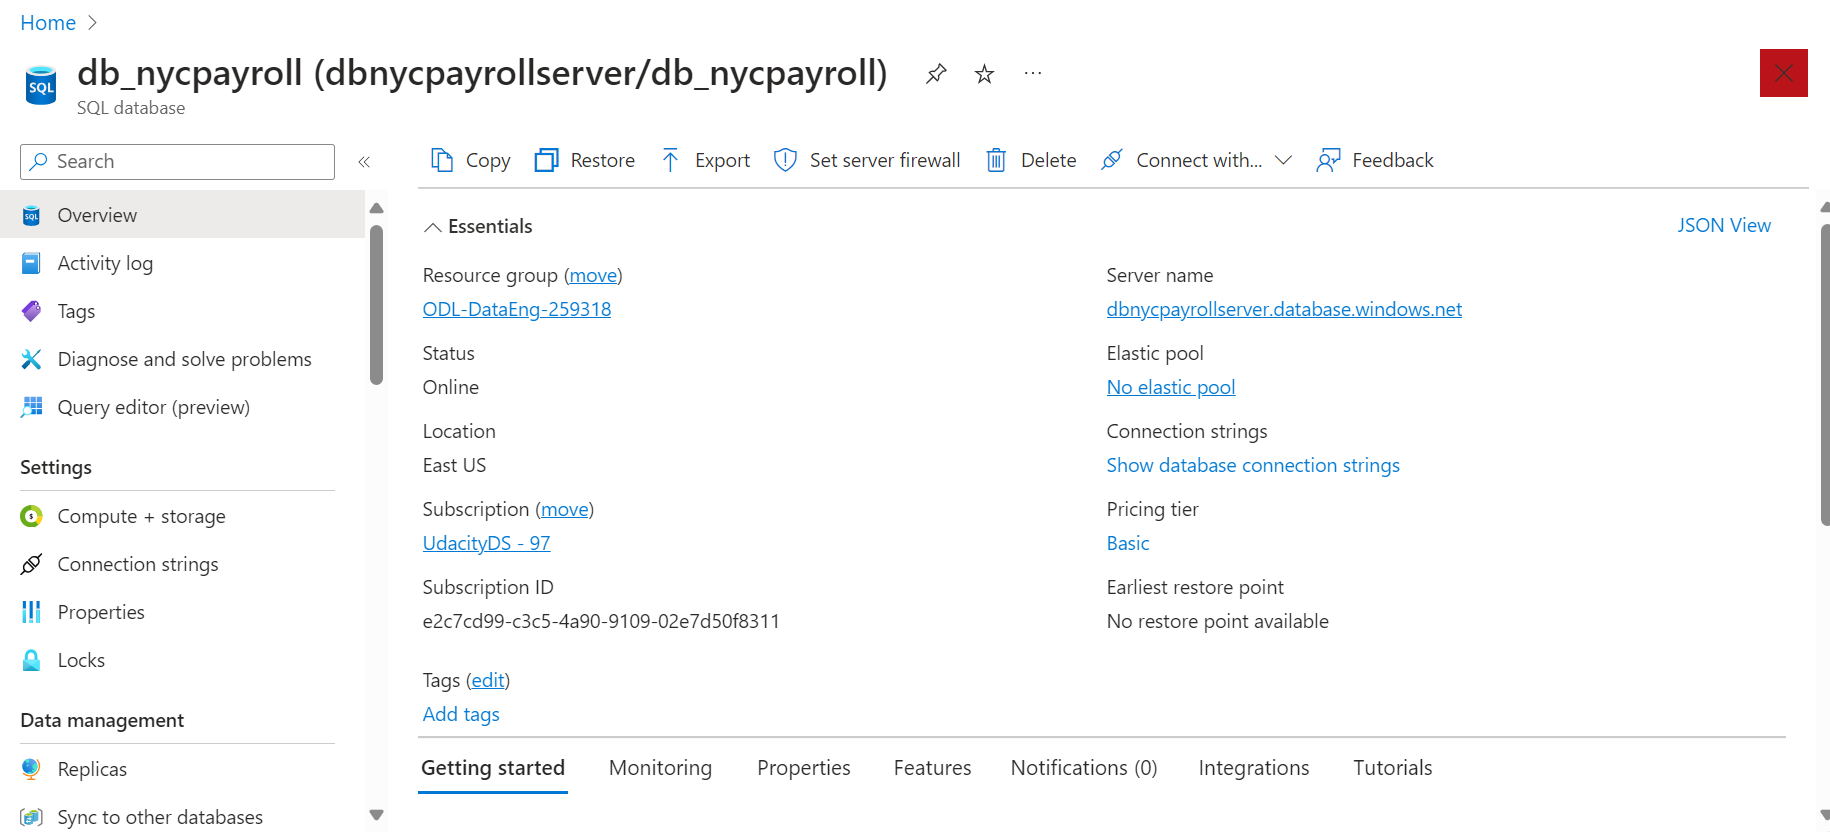 Home
db_nycpayroll (dbnycpayrollserver/db_nycpayroll)
SQL
SQL database
Search
Copy
Restore
Export
Set server firewall
Delete
Connect with...
Feedback
SQL
Overview
Activity log
Tags
Diagnose and solve problems
Query editor (preview)
Settings
Compute + storage
Connection strings
Properties
Locks
Data management
Replicas
Sync to other databases
Essentials
JSON View
Resource group (move)
ODL-DataEng-259318
Status
Online
Location
East US
Subscription (move)
UdacityDS - 97
Subscription ID
e2c7cd99-c3c5-4a90-9109-02e7d50f8311
Server name
dbnycpayrollserver.database.windows.net
Elastic pool
No elastic pool
Connection strings
Show database connection strings
Pricing tier
Basic
Earliest restore point
No restore point available
Tags (edit)
Add tags
Getting started
Monitoring
Properties
Features
Notifications (0)
Integrations
Tutorials